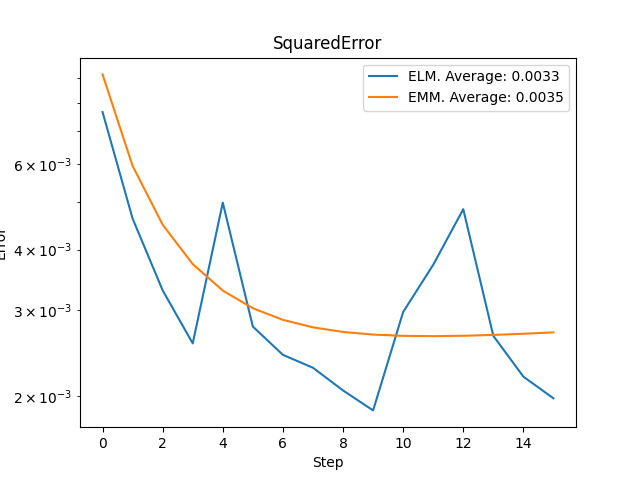 SquaredError
ELM. Average: 0.0033
EMM. Average: 0.0035
Error
6 × 10⁻³
4 × 10⁻³
3 × 10⁻³
2 × 10⁻³
0 2 4 6 8 10 12 14
Step